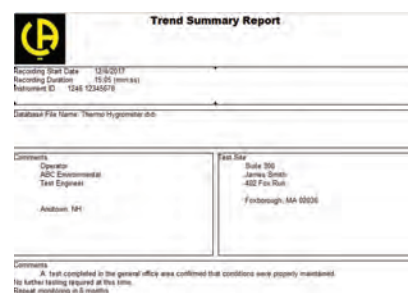 Trend Summary Report
Recording Start Date 12/6/2017
Recording Duration 15:05 (mm:ss)
Instrument ID 1246 12345678
Database File Name: Thermo Hygrometer.dvb
Comments
Operator
ABC Environmental
Test Engineer
Anytown, NH
Test Site
Suite 390
James Smith
402 Fox Run
Foxborough, MA 02035
Comments
A test completed in the general office area confirmed that conditions were properly maintained.
No further testing required at this time.
Repeat monitoring in 6 months